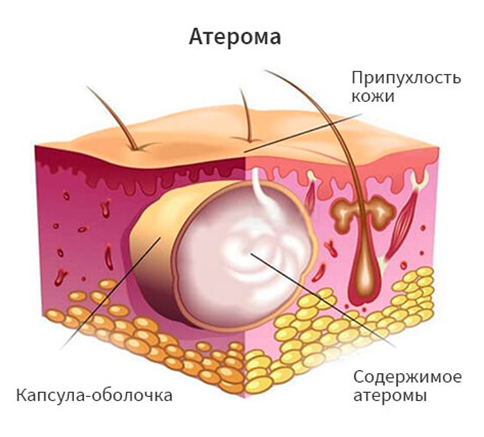 Атерома
Припухлость
кожи
Капсула-оболочка
Содержимое
атеромы